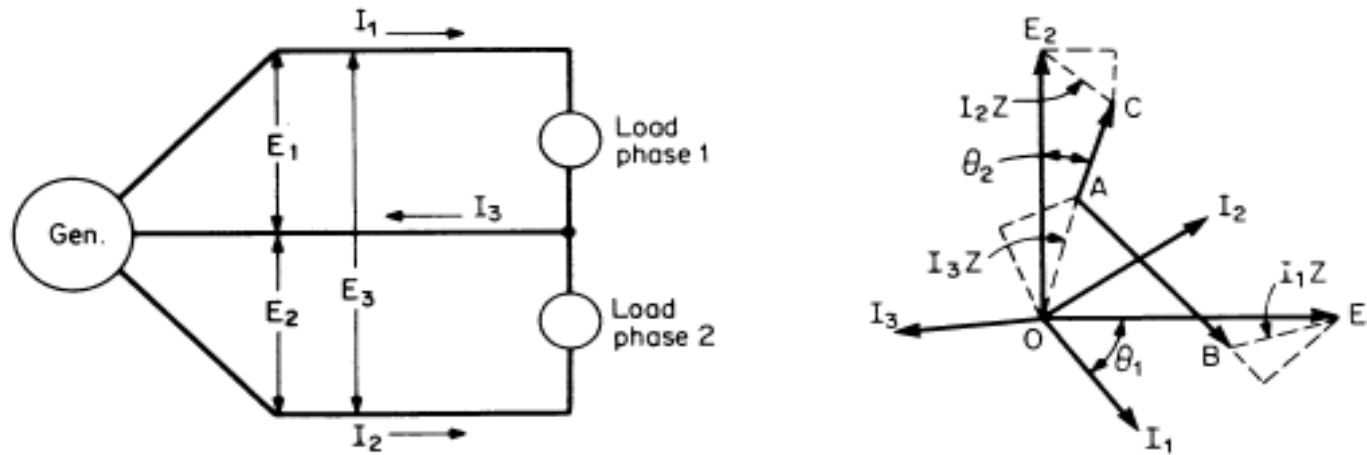 I₁
E₁
Load
phase 1
I₃
Gen.
E₂
E₃
Load
phase 2
I₂
E₂
I₂Z
C
θ₂
A
I₂
I₃Z
I₁Z
I₃
O
θ₁
B
E
I₁